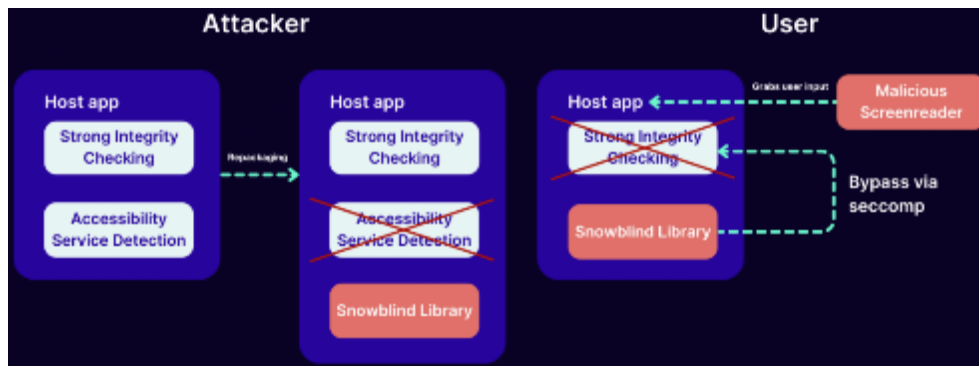 Attacker
User
Host app
Strong Integrity
Checking
Accessibility
Service Detection
Repackaging
Host app
Strong Integrity
Checking
Accessibility
Service Detection
Snowblind Library
Host app
Strong Integrity
Checking
Snowblind Library
Grabs user input
Malicious
Screenreader
Bypass via
seccomp